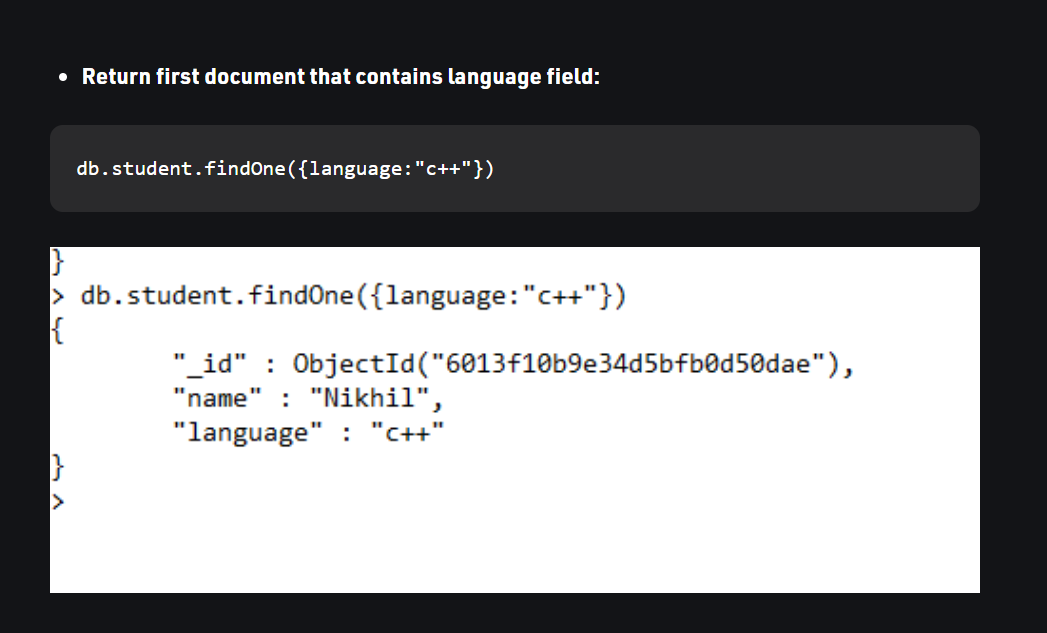 Return first document that contains language field:
db.student.findOne({language:"c++"})
}
> db.student.findOne({language:"c++"})
{
"_id" : ObjectId("6013f10b9e34d5bfb0d50dae"),
"name" : "Nikhil",
"language" : "c++"
}
>